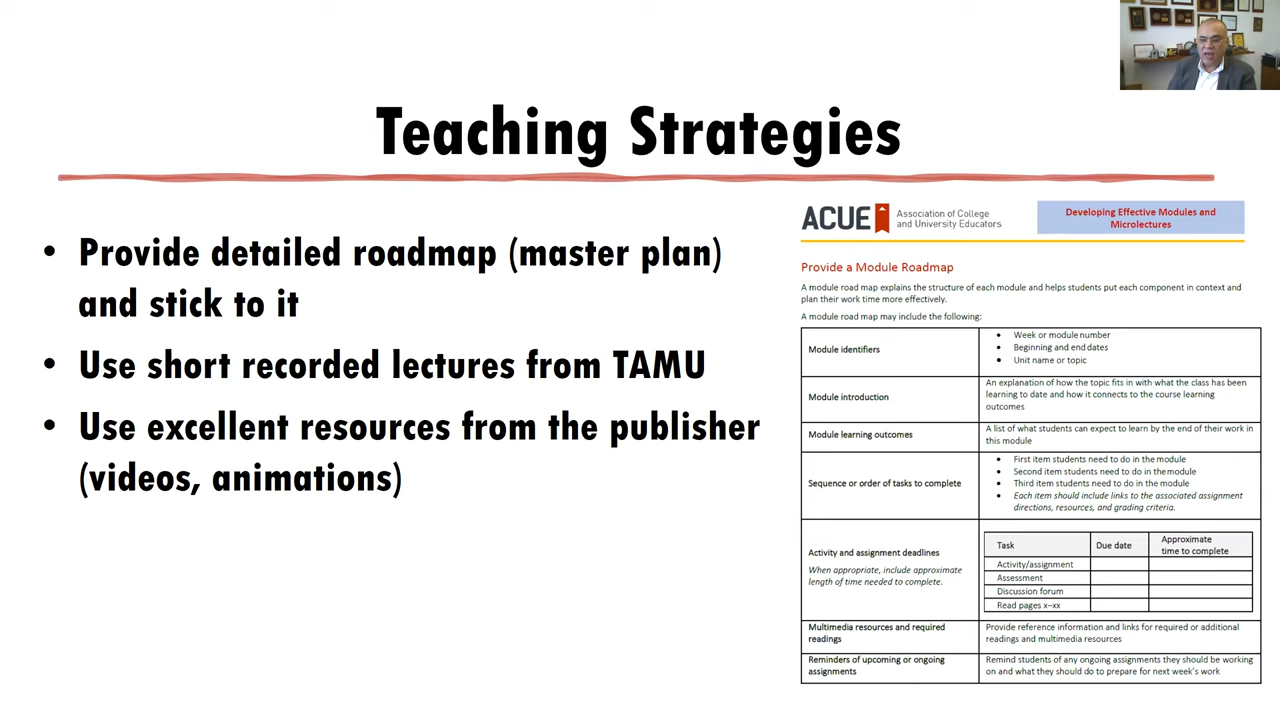 Teaching Strategies
• Provide detailed roadmap (master plan)
and stick to it
• Use short recorded lectures from TAMU
• Use excellent resources from the publisher
(videos, animations)
ACUE
Association of College
and University Educators
Developing Effective Modules and
Microlectures
Provide a Module Roadmap
A module road map explains the structure of each module and helps students put each component in context and
plan their work time more effectively.
A module road map may include the following:
Module identifiers
• Week or module number
• Beginning and end dates
• Unit name or topic
Module introduction
An explanation of how the topic fits in with what the class has been
learning to date and how it connects to the course learning
outcomes
Module learning outcomes
A list of what students can expect to learn by the end of their work in
this module
Sequence or order of tasks to complete
• First item students need to do in the module
• Second item students need to do in the module
• Third item students need to do in the module
• Each item should include links to the associated assignment
directions, resources, and grading criteria.
Activity and assignment deadlines
When appropriate, include approximate
length of time needed to complete.
Task
Due date
Approximate
time to complete
Activity/assignment
Assessment
Discussion forum
Read pages x–xx
Multimedia resources and required
readings
Provide reference information and links for required or additional
readings and multimedia resources
Reminders of upcoming or ongoing
assignments
Remind students of any ongoing assignments they should be working
on and what they should do to prepare for next week's work